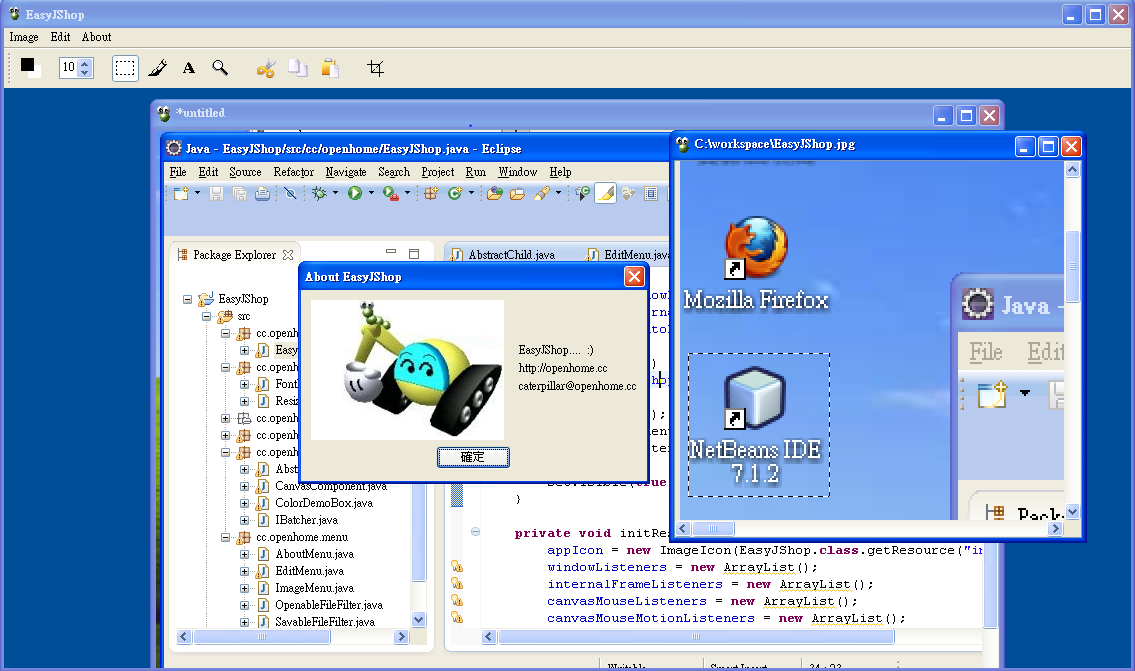 EasyJShop
Image Edit About
10
A
*untitled
Java - EasyJShop/src/cc/openhome/EasyJShop.java - Eclipse
File Edit Source Refactor Navigate Search Project Run Window Help
Package Explorer
EasyJShop
src
cc.openh
Easy
cc.openh
Font
Resi
cc.openh
cc.openh
cc.openh
Abst
CanvasComponent.java
ColorDemoBox.java
IBatcher.java
cc.openhome.menu
AboutMenu.java
EditMenu.java
ImageMenu.java
OpenableFileFilter.java
SavableFileFilter.java
AbstractChild.java EditMenu.java
}
private void initRes
appIcon = new ImageIcon(EasyJShop.class.getResource("im
windowListeners = new ArrayList();
internalFrameListeners = new ArrayList();
canvasMouseListeners = new ArrayList();
canvasMouseMotionListeners = new ArrayList();
Writable Smart Insert
About EasyJShop
EasyJShop.... :)
http://openhome.cc
caterpillar@openhome.cc
確定
C:\workspace\EasyJShop.jpg
Mozilla Firefox
NetBeans IDE
7.1.2
Java -
File Edit
Pack